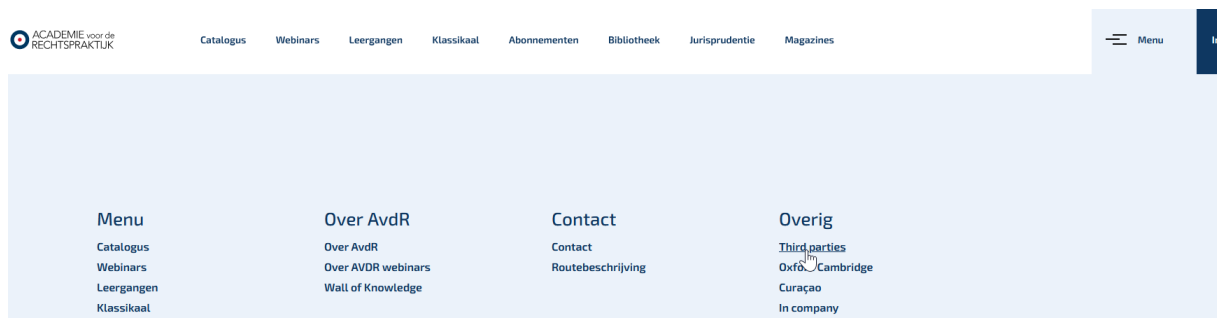 ACADEMIE voor de
RECHTSPRAKTIJK
Catalogus Webinars Leergangen Klassikaal Abonnementen Bibliotheek Jurisprudentie Magazines Menu
Menu Over AvdR Contact Overig
Catalogus Over AvdR Contact Third parties
Webinars Over AVDR webinars Routebeschrijving Cambridge
Leergangen Wall of Knowledge Curaçao
Klassikaal In company